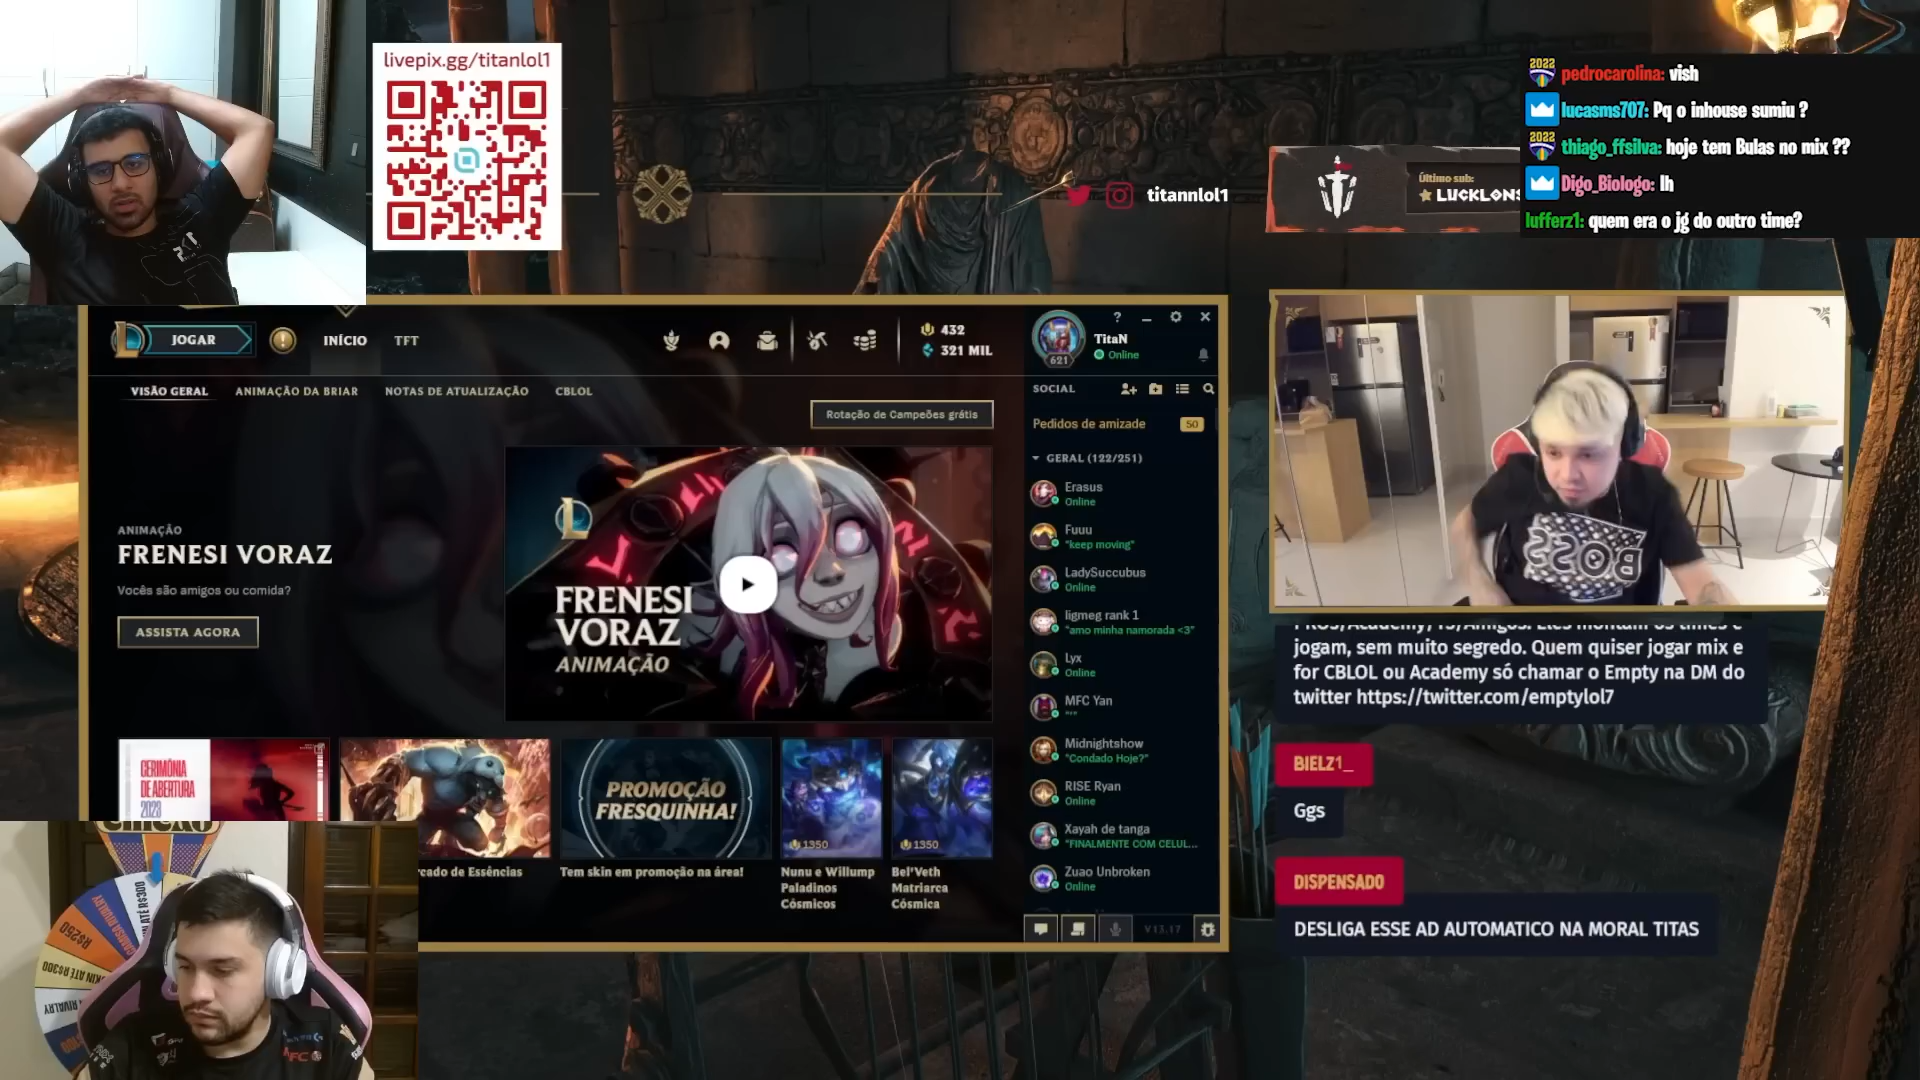 livepix.gg/titanlol1
titannlol1
Último sub:
LUCKLONS
pedrocarolina: vish
lucasms707: Pq o inhouse sumiu ?
thiago_ffsilva: hoje tem Bulas no mix ??
Digo_Biologo: lh
lufferz1: quem era o jg do outro time?
JOGAR
INÍCIO
TFT
432
321 MIL
621
TitaN
Online
VISÃO GERAL
ANIMAÇÃO DA BRIAR
NOTAS DE ATUALIZAÇÃO
CBLOL
Rotação de Campeões grátis
ANIMAÇÃO
FRENESI VORAZ
Vocês são amigos ou comida?
ASSISTA AGORA
FRENESI
VORAZ
ANIMAÇÃO
CERIMÔNIA
DE ABERTURA
2023
PROMOÇÃO
FRESQUINHA!
1350
1350
cado de Essências
Tem skin em promoção na área!
Nunu e Willump
Paladinos
Cósmicos
Bel'Veth
Matriarca
Cósmica
SOCIAL
Pedidos de amizade
50
GERAL (122/251)
Erasus
Online
Fuuu
"keep moving"
LadySuccubus
Online
ligmeg rank 1
"amo minha namorada <3"
Lyx
Online
MFC Yan
Midnightshow
"Condado Hoje?"
RISE Ryan
Online
Xayah de tanga
"FINALMENTE COM CELUL...
Zuao Unbroken
Online
V13.17
BOSS
jogam, sem muito segredo. Quem quiser jogar mix e
for CBLOL ou Academy só chamar o Empty na DM do
twitter https://twitter.com/emptylol7
BIELZ1_
Ggs
DISPENSADO
DESLIGA ESSE AD AUTOMATICO NA MORAL TITAS
R$250
SKIN ATÉ R$300